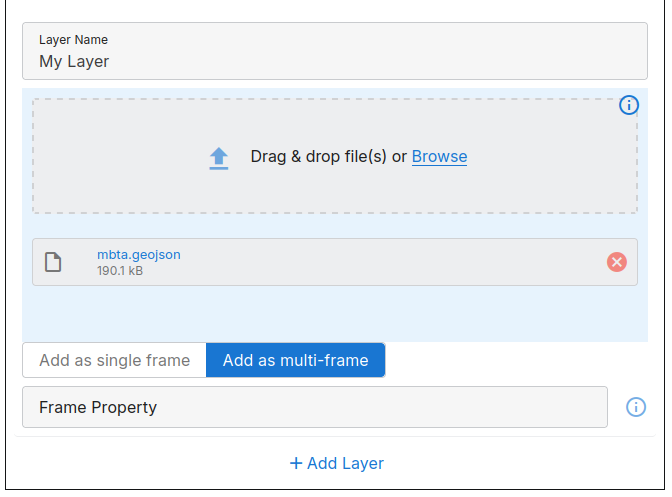 Layer Name
My Layer
Drag & drop file(s) or Browse
mbta.geojson
190.1 kB
Add as single frame Add as multi-frame
Frame Property
+ Add Layer